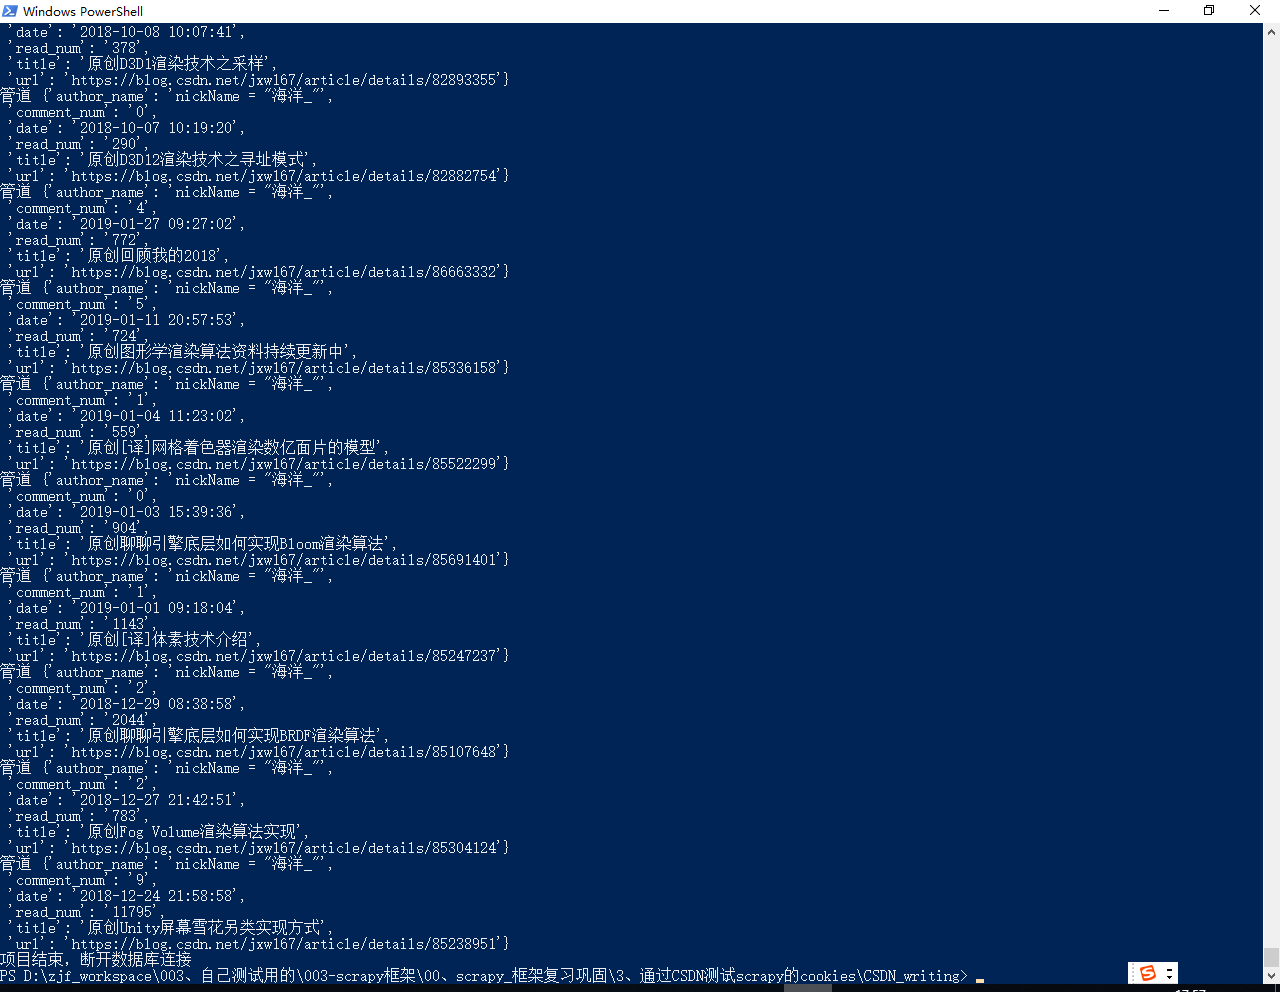 Windows PowerShell
'date': '2018-10-08 10:07:41',
'read_num': '378',
'title': '原创D3D1渲染技术之采样',
'url': 'https://blog.csdn.net/jxw167/article/details/82893355'}
管道 {'author_name': 'nickName = "海洋_"',
'comment_num': '0',
'date': '2018-10-07 10:19:20',
'read_num': '290',
'title': '原创D3D12渲染技术之寻址模式',
'url': 'https://blog.csdn.net/jxw167/article/details/82882754'}
管道 {'author_name': 'nickName = "海洋_"',
'comment_num': '4',
'date': '2019-01-27 09:27:02',
'read_num': '772',
'title': '原创回顾我的2018',
'url': 'https://blog.csdn.net/jxw167/article/details/86663332'}
管道 {'author_name': 'nickName = "海洋_"',
'comment_num': '5',
'date': '2019-01-11 20:57:53',
'read_num': '724',
'title': '原创图形学渲染算法资料持续更新中',
'url': 'https://blog.csdn.net/jxw167/article/details/85336158'}
管道 {'author_name': 'nickName = "海洋_"',
'comment_num': '1',
'date': '2019-01-04 11:23:02',
'read_num': '559',
'title': '原创[译]网格着色器渲染数亿面片的模型',
'url': 'https://blog.csdn.net/jxw167/article/details/85522299'}
管道 {'author_name': 'nickName = "海洋_"',
'comment_num': '0',
'date': '2019-01-03 15:39:36',
'read_num': '904',
'title': '原创聊聊引擎底层如何实现Bloom渲染算法',
'url': 'https://blog.csdn.net/jxw167/article/details/85691401'}
管道 {'author_name': 'nickName = "海洋_"',
'comment_num': '1',
'date': '2019-01-01 09:18:04',
'read_num': '1143',
'title': '原创[译]体素技术介绍',
'url': 'https://blog.csdn.net/jxw167/article/details/85247237'}
管道 {'author_name': 'nickName = "海洋_"',
'comment_num': '2',
'date': '2018-12-29 08:38:58',
'read_num': '2044',
'title': '原创聊聊引擎底层如何实现BRDF渲染算法',
'url': 'https://blog.csdn.net/jxw167/article/details/85107648'}
管道 {'author_name': 'nickName = "海洋_"',
'comment_num': '2',
'date': '2018-12-27 21:42:51',
'read_num': '783',
'title': '原创Fog Volume渲染算法实现',
'url': 'https://blog.csdn.net/jxw167/article/details/85304124'}
管道 {'author_name': 'nickName = "海洋_"',
'comment_num': '9',
'date': '2018-12-24 21:58:58',
'read_num': '11795',
'title': '原创Unity屏幕雪花另类实现方式',
'url': 'https://blog.csdn.net/jxw167/article/details/85238951'}
项目结束，断开数据库连接
PS D:\zjf_workspace\003、自己测试用的\003-scrapy框架\00、scrapy_框架复习巩固\3、通过CSDN测试scrapy的cookies\CSDN_writing>